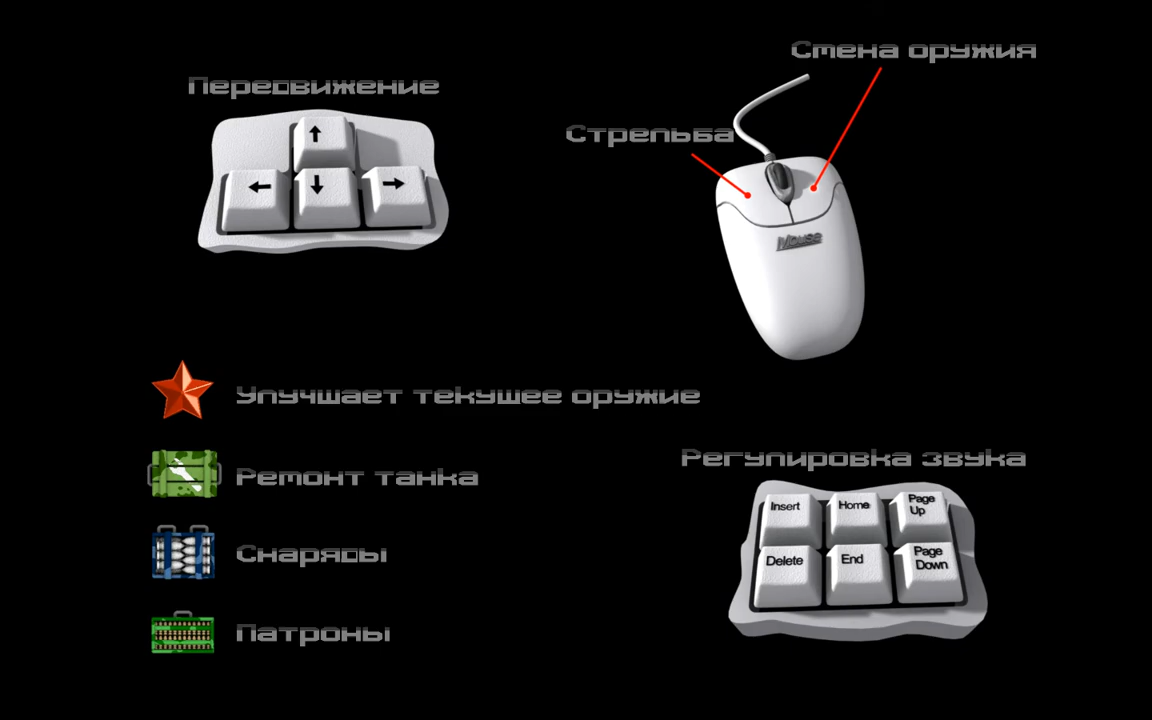 Смена оружия
Передвижение
Стрельба
Mouse
Улучшает текущее оружие
Ремонт танка
Снаряды
Патроны
Регулировка звука
Insert Home Page Up
Delete End Page Down